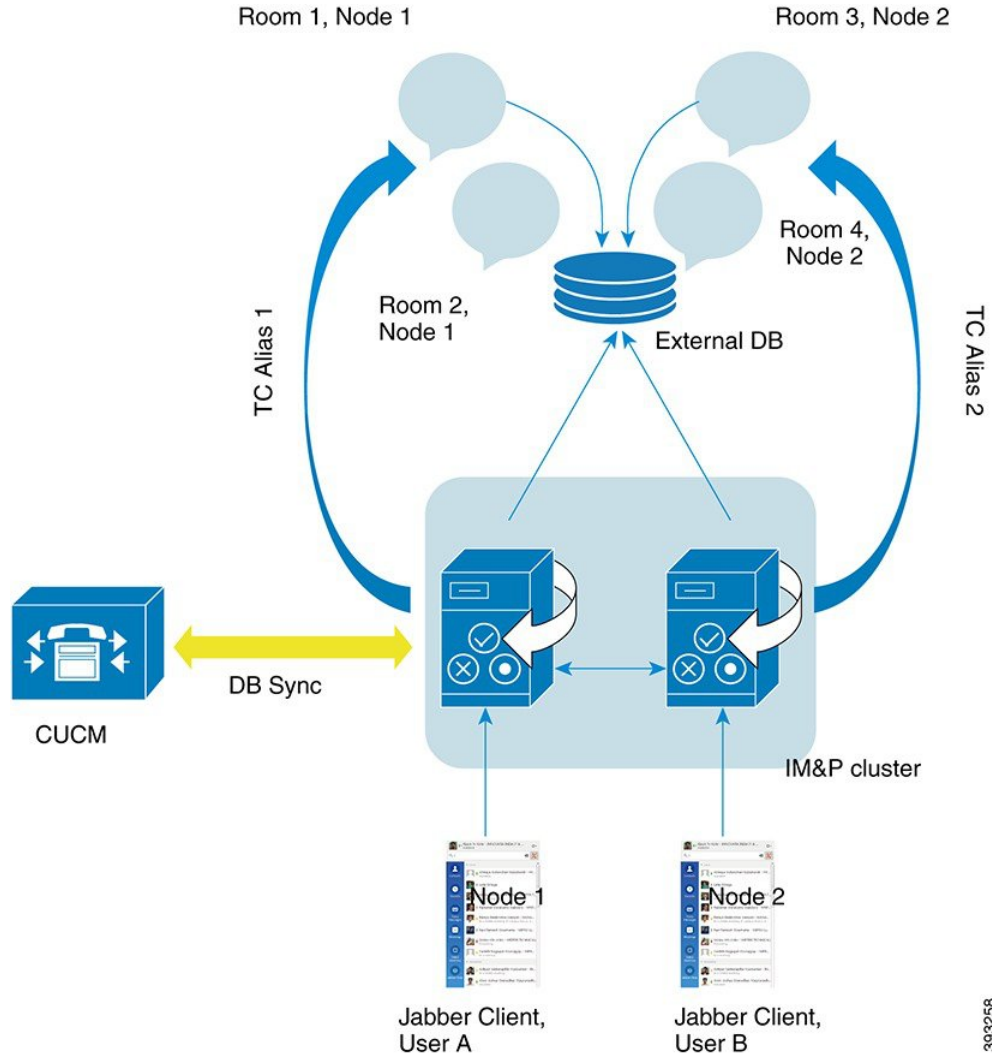 Room 1, Node 1
Room 3, Node 2
Room 4,
Node 2
Room 2,
Node 1
External DB
TC Alias 1
TC Alias 2
DB Sync
CUCM
IM&P cluster
Node 1
Node 2
Jabber Client,
User A
Jabber Client,
User B
393258